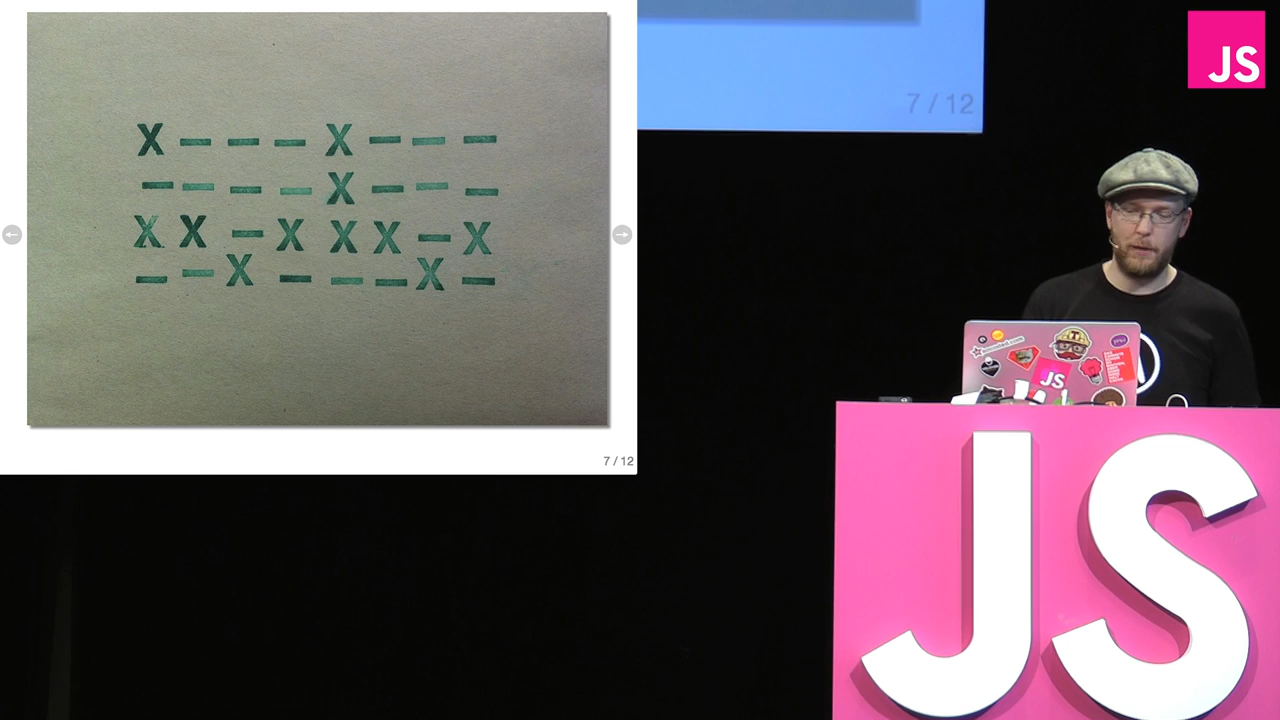 X – – – X – – –
– – – – X – – –
X X – X X X – X
– – X – – – X –
7 / 12
7 / 12
JS
JS
JS